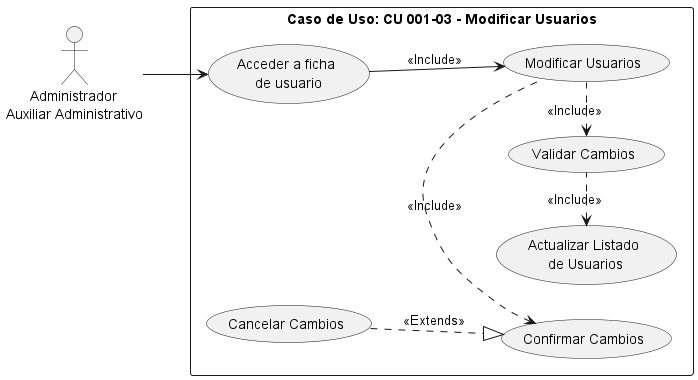 Caso de Uso: CU 001-03 - Modificar Usuarios
Administrador
Auxiliar Administrativo
Acceder a ficha
de usuario
«Include»
Modificar Usuarios
«Include»
Validar Cambios
«Include»
«Include»
Actualizar Listado
de Usuarios
Cancelar Cambios
«Extends»
Confirmar Cambios